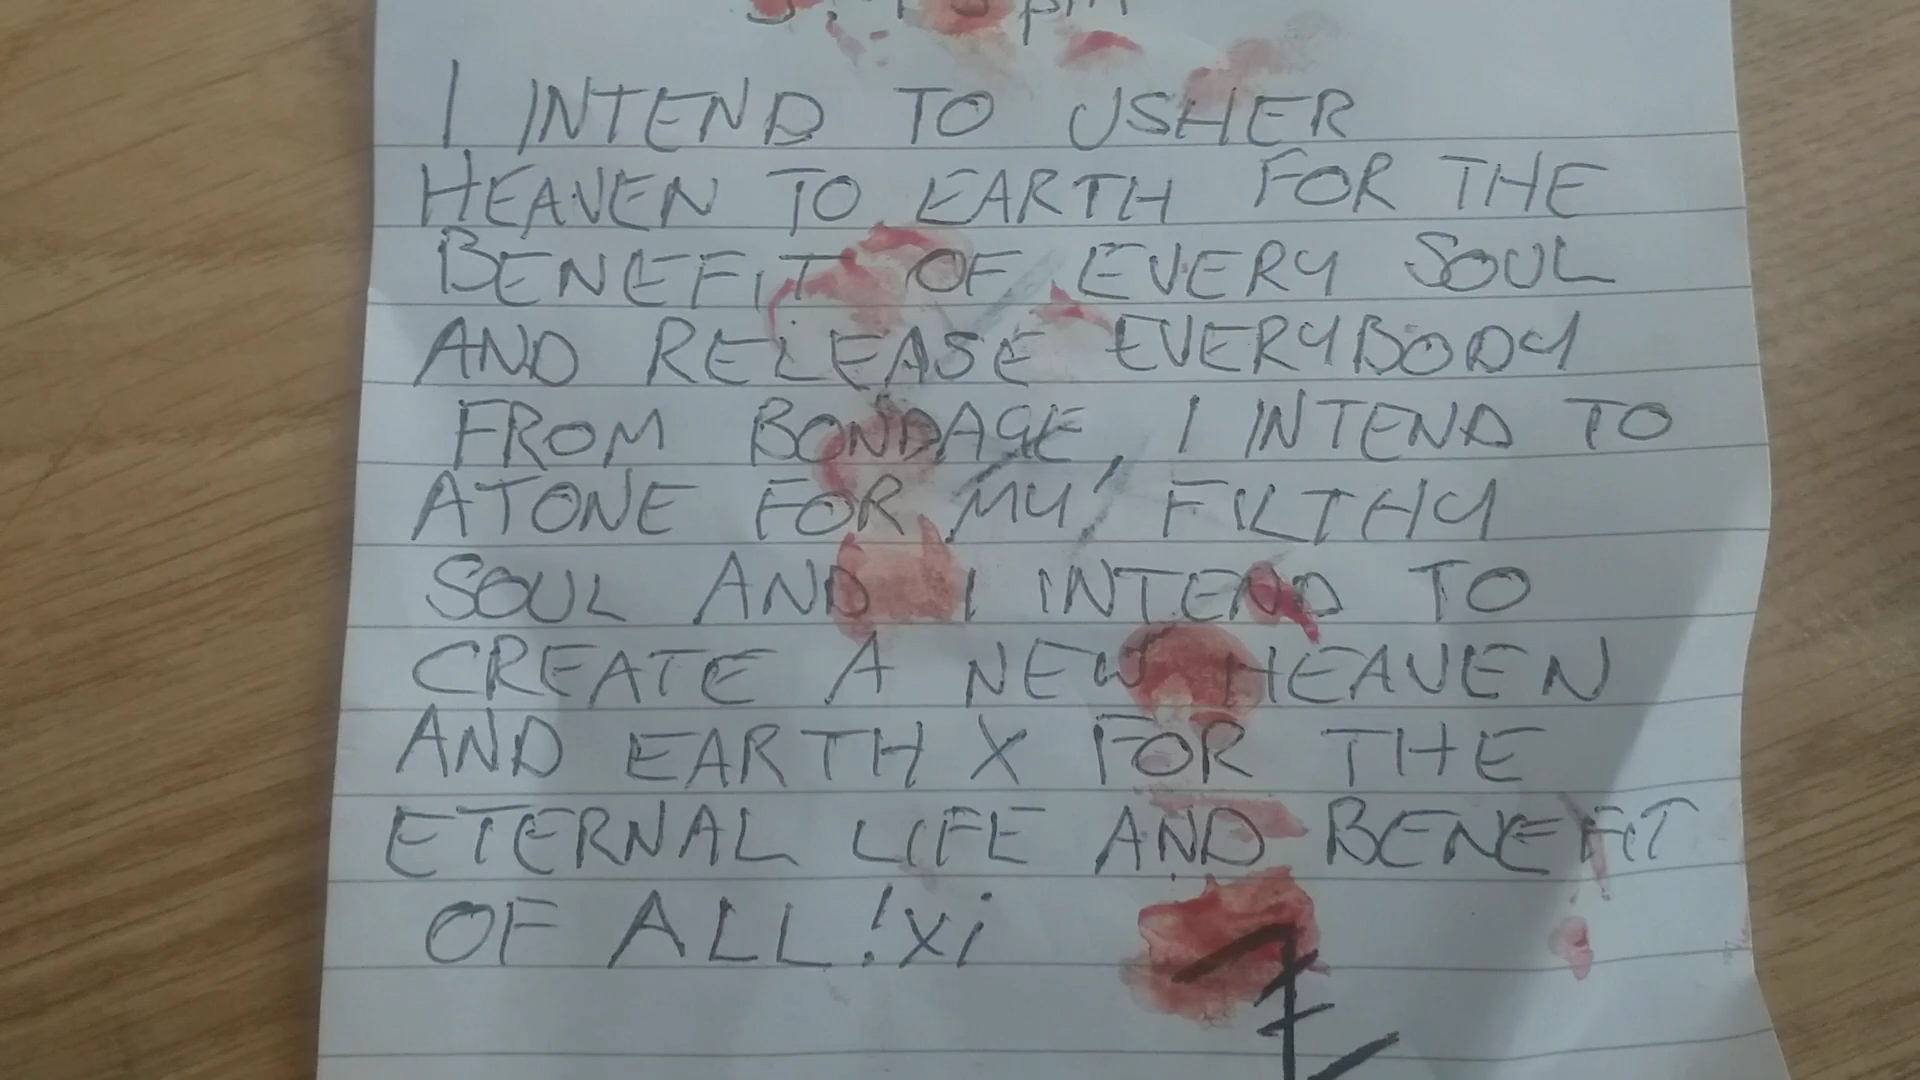 pm
I INTEND TO USHER
HEAVEN TO EARTH FOR THE
BENEFIT OF EVERY SOUL
AND RELEASE EVERYBODY
FROM BONDAGE, I INTEND TO
ATONE FOR MY FILTHY
SOUL AND I INTEND TO
CREATE A NEW HEAVEN
AND EARTH X FOR THE
ETERNAL LIFE AND BENEFIT
OF ALL!xi